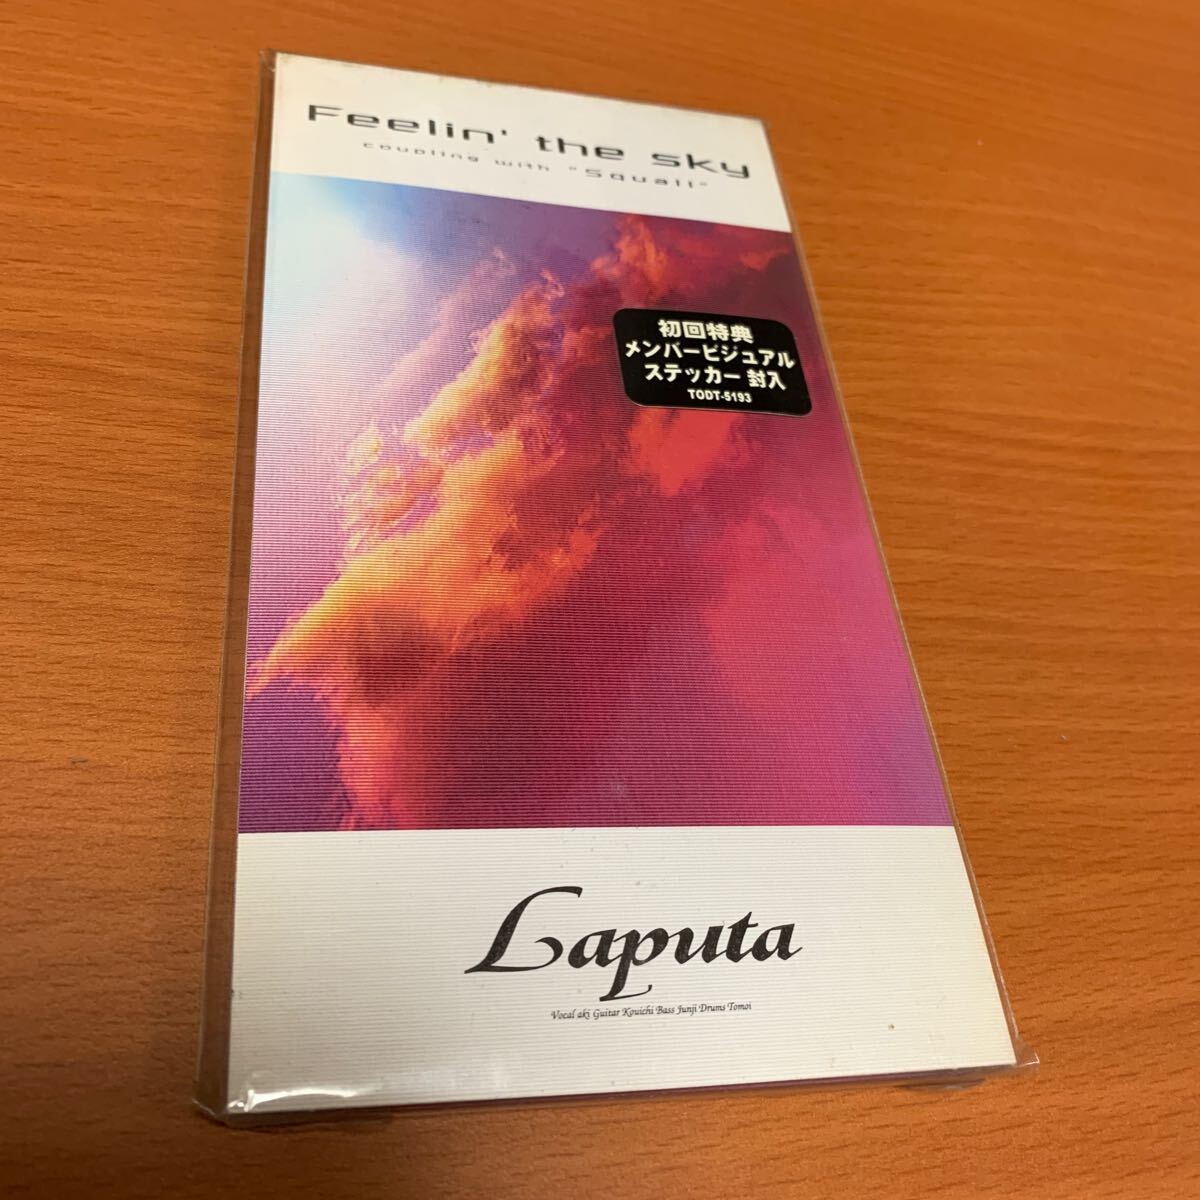 Feelin' the sky
coupling with "Squall"
初回特典
メンバービジュアル
ステッカー 封入
TODT-5193
Laputa
Vocal aki Guitar Kouichi Bass Junji Drums Tomoi